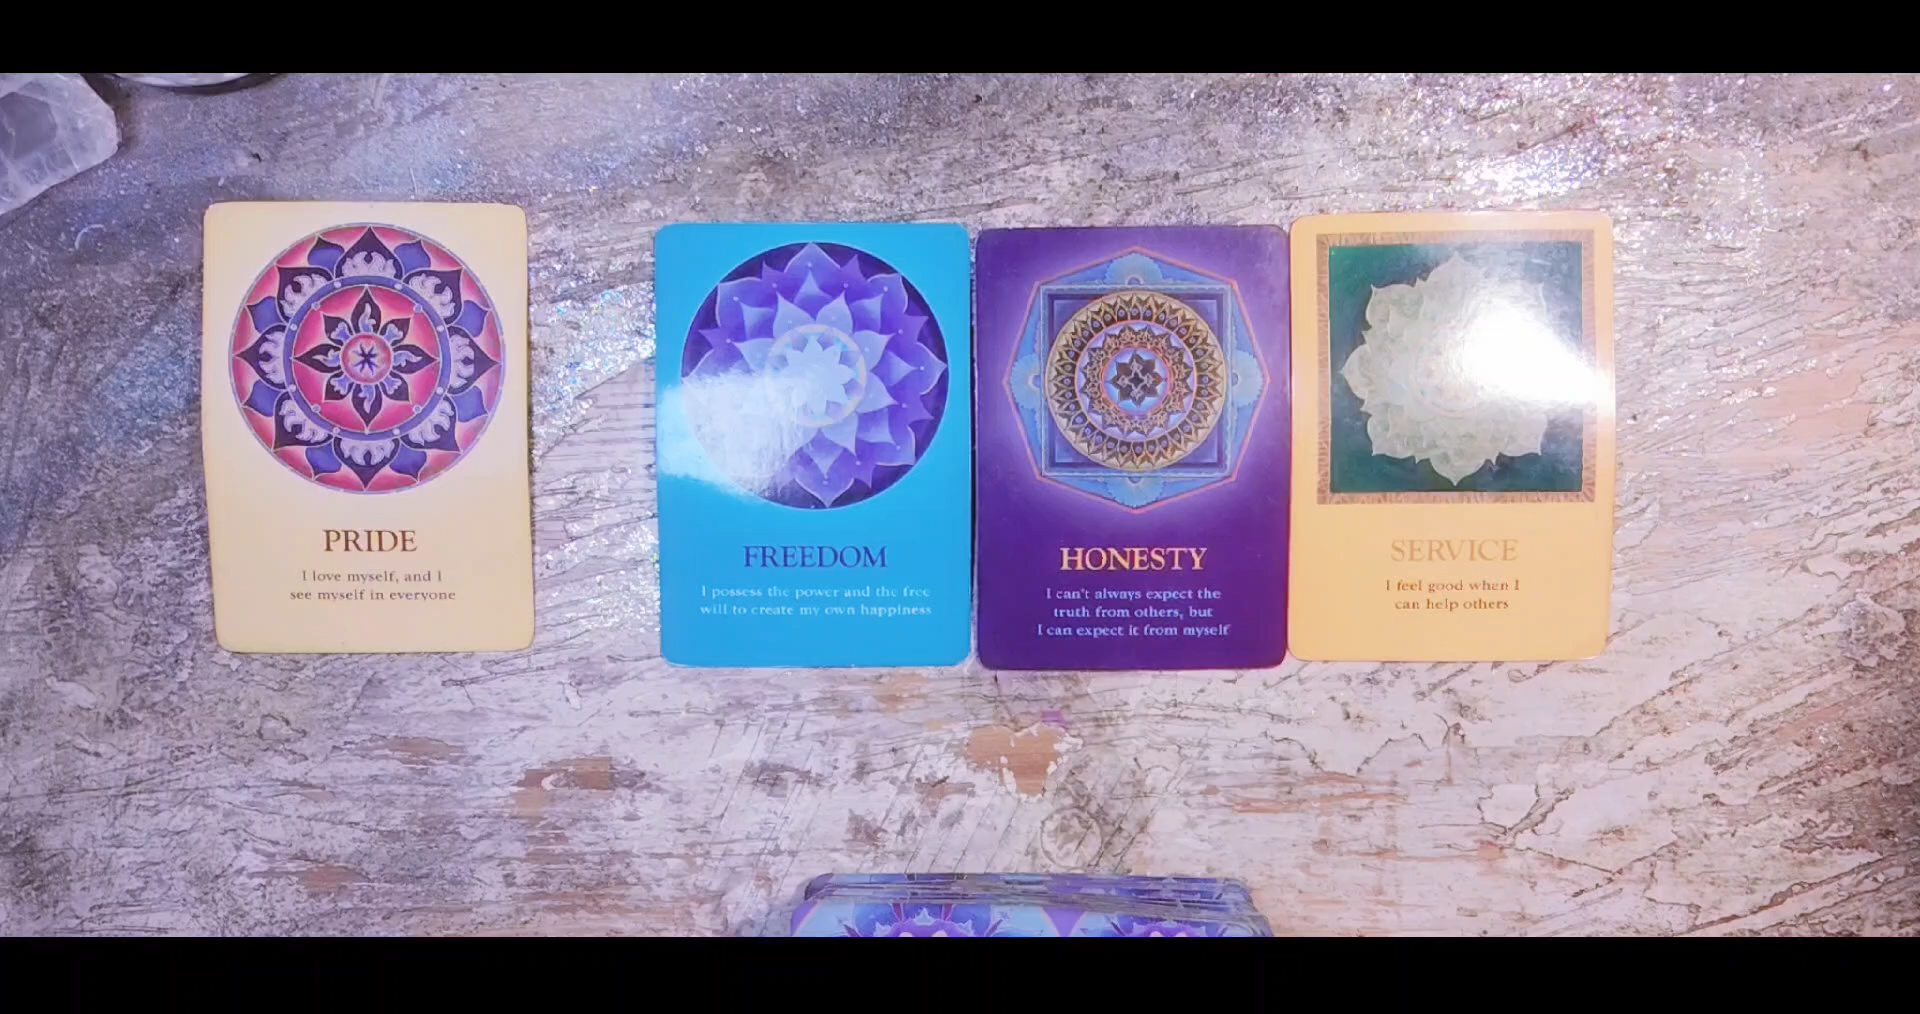 PRIDE
I love myself, and I
see myself in everyone
FREEDOM
I possess the power and the free
will to create my own happiness
HONESTY
I can't always expect the
truth from others, but
I can expect it from myself
SERVICE
I feel good when I
can help others